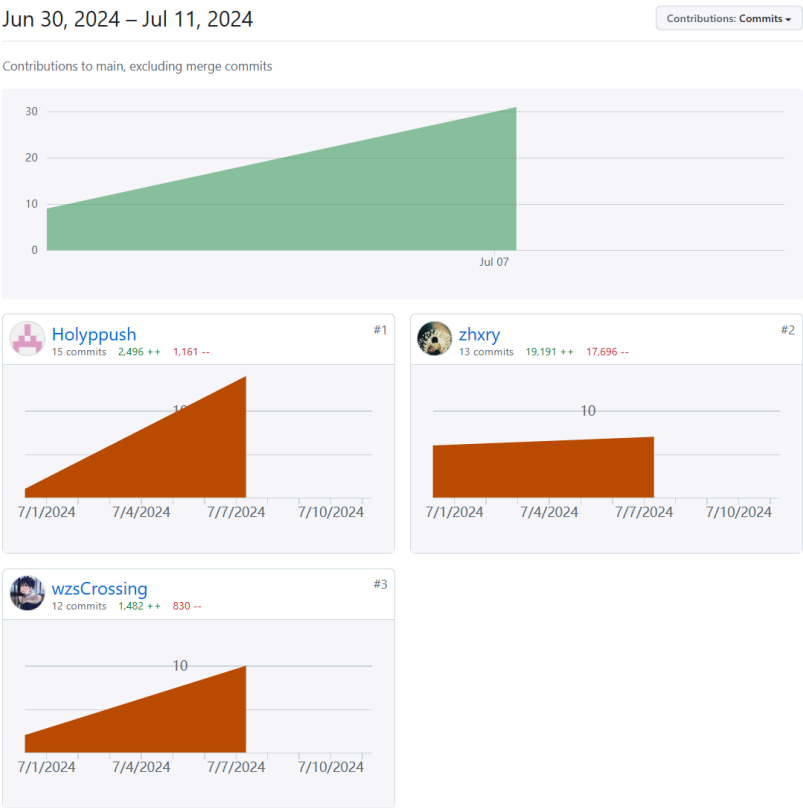 Jun 30, 2024 – Jul 11, 2024
Contributions: Commits
Contributions to main, excluding merge commits
30
20
10
0
Jul 07
Holyppush
#1
15 commits 2,496 ++ 1,161 --
10
7/1/2024 7/4/2024 7/7/2024 7/10/2024
zhxry
#2
13 commits 19,191 ++ 17,696 --
10
7/1/2024 7/4/2024 7/7/2024 7/10/2024
wzsCrossing
#3
12 commits 1,482 ++ 830 --
10
7/1/2024 7/4/2024 7/7/2024 7/10/2024